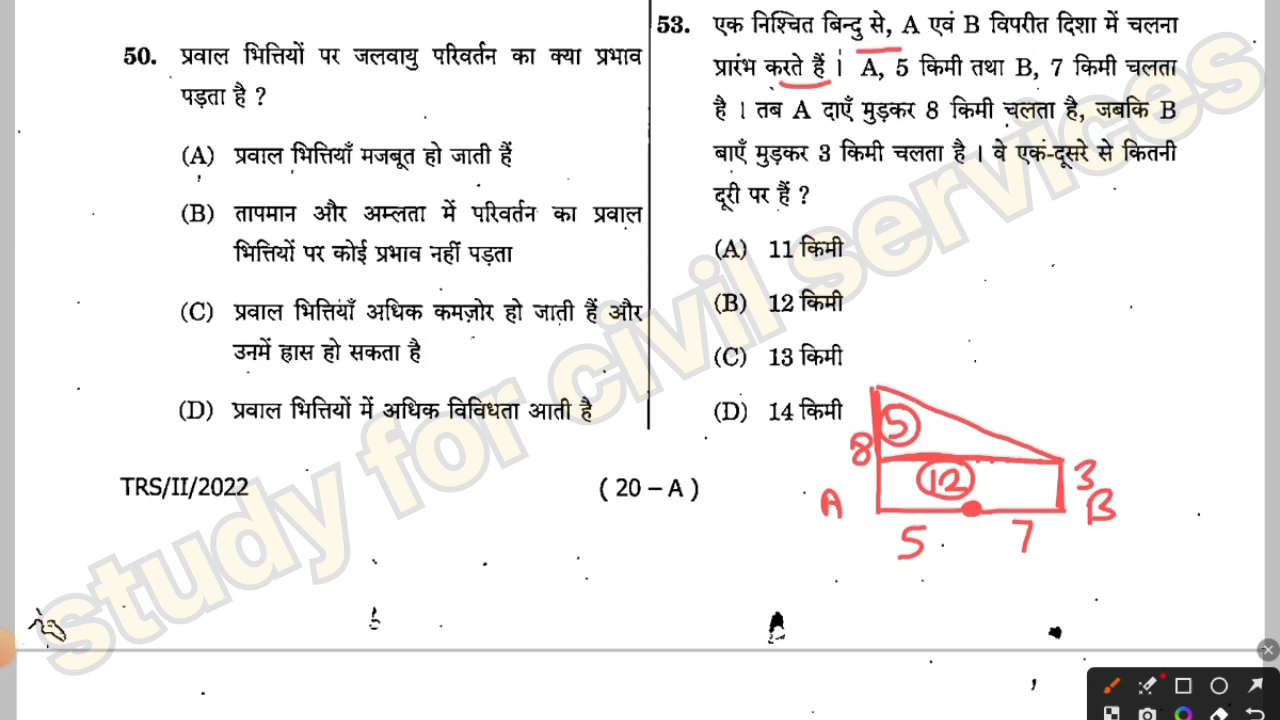 50. प्रवाल भित्तियों पर जलवायु परिवर्तन का क्या प्रभाव
पड़ता है ?
(A) प्रवाल भित्तियाँ मजबूत हो जाती हैं
(B) तापमान और अम्लता में परिवर्तन का प्रवाल
भित्तियों पर कोई प्रभाव नहीं पड़ता
(C) प्रवाल भित्तियाँ अधिक कमज़ोर हो जाती हैं और
उनमें ह्रास हो सकता है
(D) प्रवाल भित्तियों में अधिक विविधता आती है
TRS/II/2022
( 20 – A )
53. एक निश्चित बिन्दु से, A एवं B विपरीत दिशा में चलना
प्रारंभ करते हैं । A, 5 किमी तथा B, 7 किमी चलता
है । तब A दाएँ मुड़कर 8 किमी चलता है, जबकि B
बाएँ मुड़कर 3 किमी चलता है । वे एक-दूसरे से कितनी
दूरी पर हैं ?
(A) 11 किमी
(B) 12 किमी
(C) 13 किमी
(D) 14 किमी
5
8
12
3
A
B
5
7
study for civil services